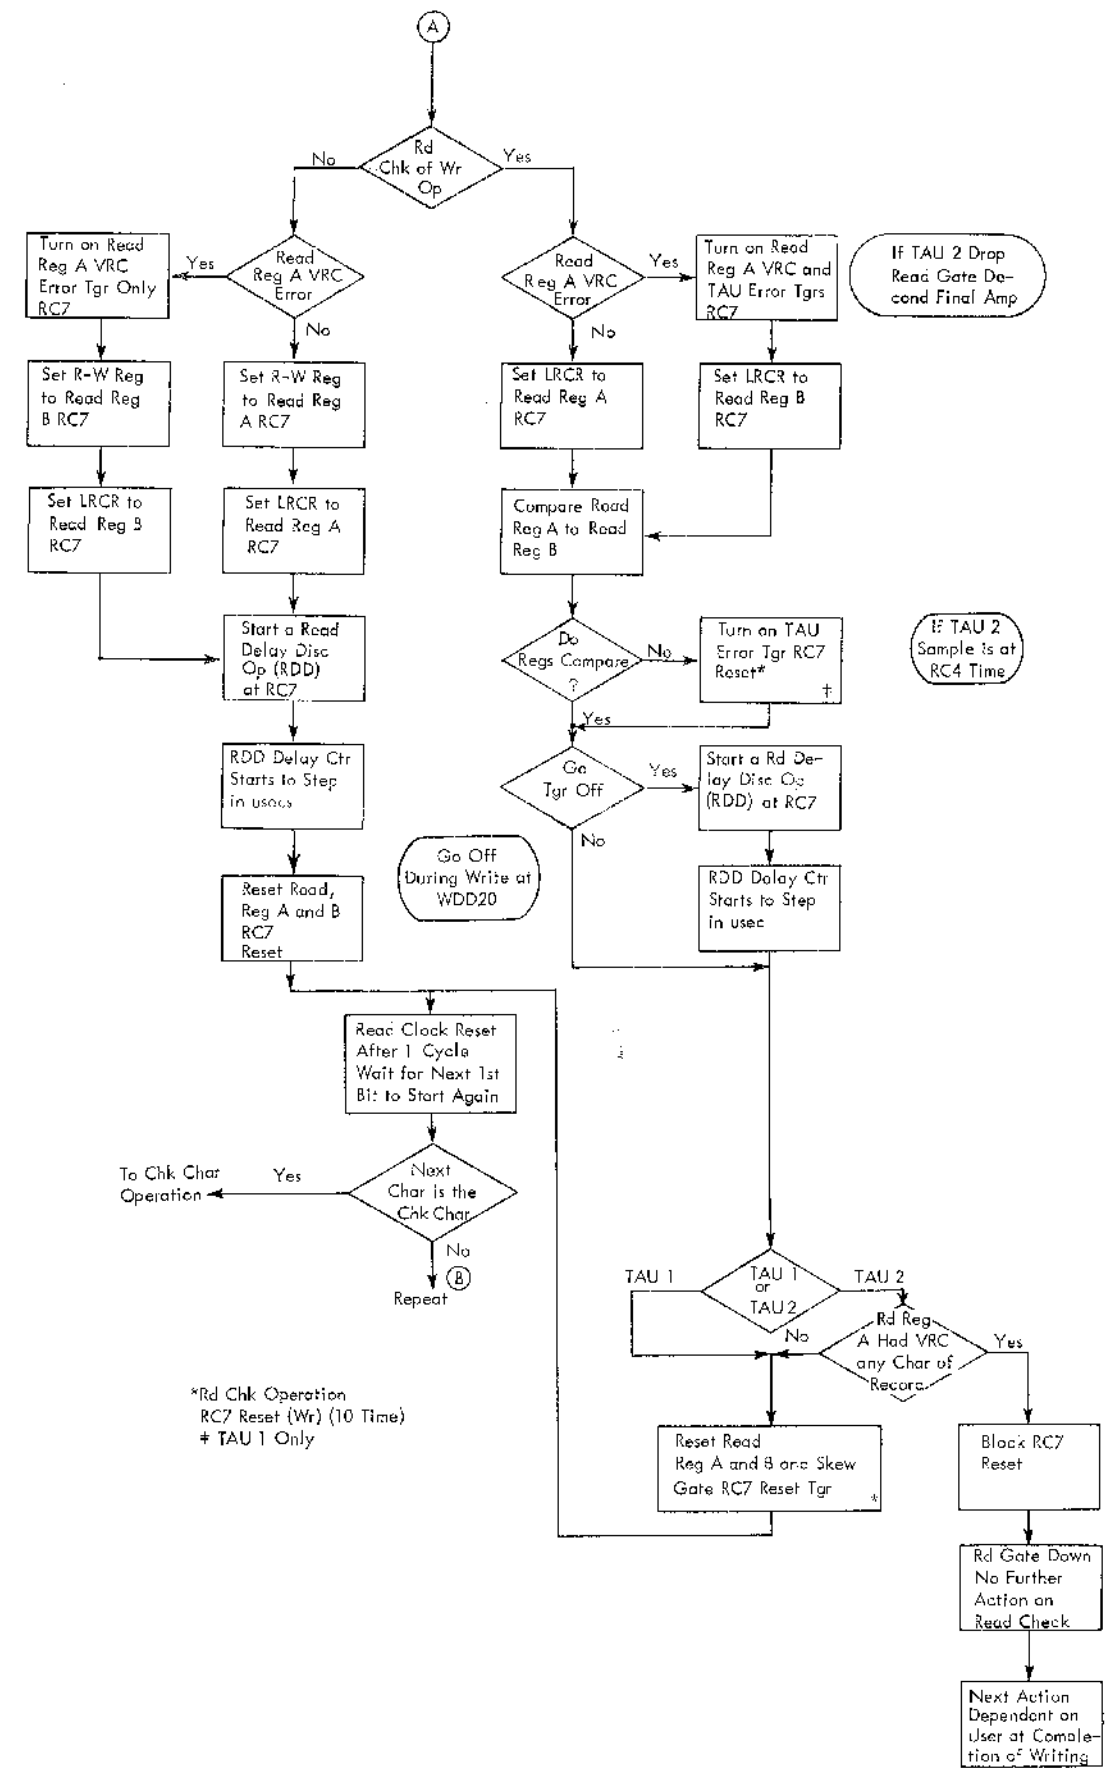 A
Rd
Chk of Wr
Op
No
Yes
Turn on Read
Reg A VRC
Error Tgr Only
RC7
Yes
Read
Reg A VRC
Error
No
Read
Reg A VRC
Error
Yes
No
Turn on Read
Reg A VRC and
TAU Error Tgrs
RC7
If TAU 2 Drop
Read Gate De-
cond Final Amp
Set R-W Reg
to Read Reg
B RC7
Set R-W Reg
to Read Reg
A RC7
Set LRCR to
Read Reg A
RC7
Set LRCR to
Read Reg B
RC7
Set LRCR to
Read Reg B
RC7
Set LRCR to
Read Reg A
RC7
Compare Read
Reg A to Read
Reg B
Start a Read
Delay Disc
Op (RDD)
at RC7
Do
Regs Compare
?
No
Yes
Turn on TAU
Error Tgr RC7
Reset*
‡
If TAU 2
Sample is at
RC4 Time
RDD Delay Ctr
Starts to Step
in usecs
Go
Tgr Off
Yes
No
Start a Rd De-
lay Disc Op
(RDD) at RC7
Go Off
During Write at
WDD20
RDD Delay Ctr
Starts to Step
in usec
Reset Read,
Reg A and B
RC7
Reset
Read Clock Reset
After 1 Cycle
Wait for Next 1st
Bit to Start Again
To Chk Char
Operation
Yes
Next
Char is the
Chk Char
No
B
Repeat
TAU 1
TAU 1
or
TAU 2
TAU 2
No
Rd Reg
A Had VRC
any Char of
Record
Yes
*Rd Chk Operation
RC7 Reset (Wr) (10 Time)
‡ TAU 1 Only
Reset Read
Reg A and B and Skew
Gate RC7 Reset Tgr
*
Block RC7
Reset
Rd Gate Down
No Further
Action on
Read Check
Next Action
Dependent on
User at Comple-
tion of Writing